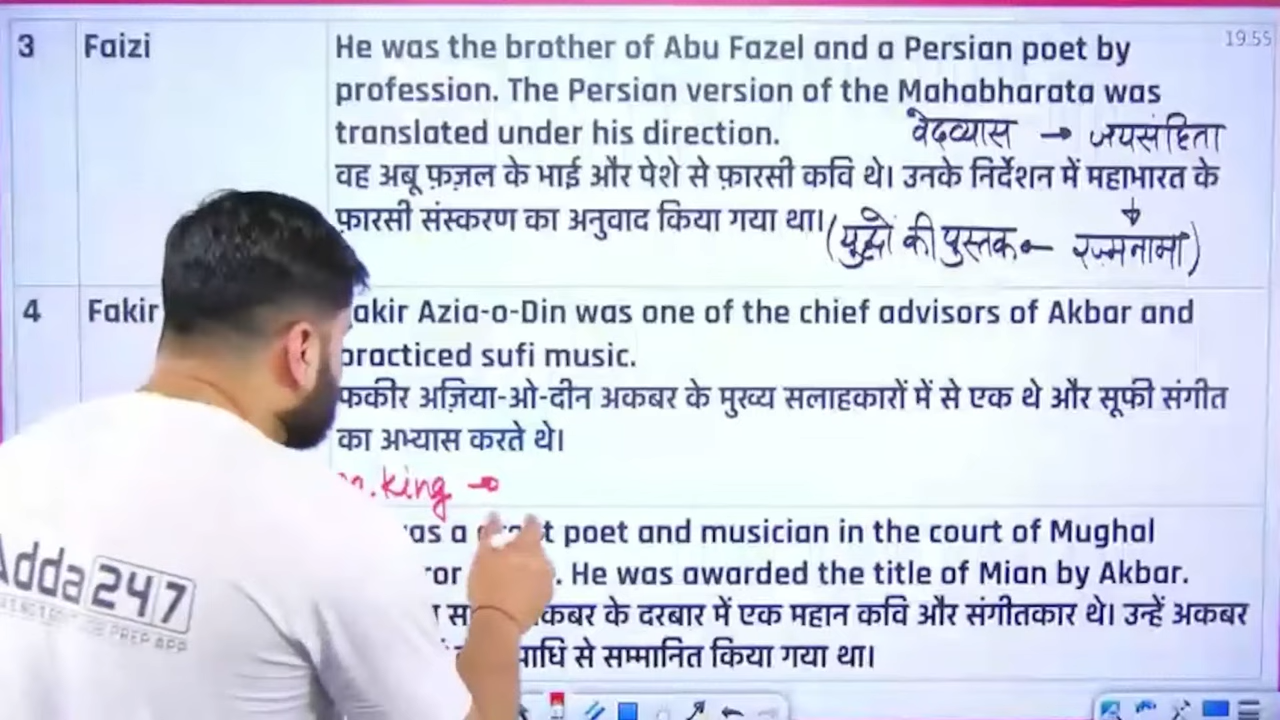 3
Faizi
He was the brother of Abu Fazel and a Persian poet by
profession. The Persian version of the Mahabharata was
translated under his direction.
वेदव्यास → जयसंहिता
वह अबू फ़ज़ल के भाई और पेशे से फ़ारसी कवि थे। उनके निर्देशन में महाभारत के
फ़ारसी संस्करण का अनुवाद किया गया था।
(युद्धों की पुस्तक ← रज़्मनामा)
19:55
4
Fakir
akir Azia-o-Din was one of the chief advisors of Akbar and
practiced sufi music.
फकीर अज़िया-ओ-दीन अकबर के मुख्य सलाहकारों में से एक थे और सूफी संगीत
का अभ्यास करते थे।
king →
as a great poet and musician in the court of Mughal
ror . He was awarded the title of Mian by Akbar.
कबर के दरबार में एक महान कवि और संगीतकार थे। उन्हें अकबर
पाधि से सम्मानित किया गया था।
Adda247